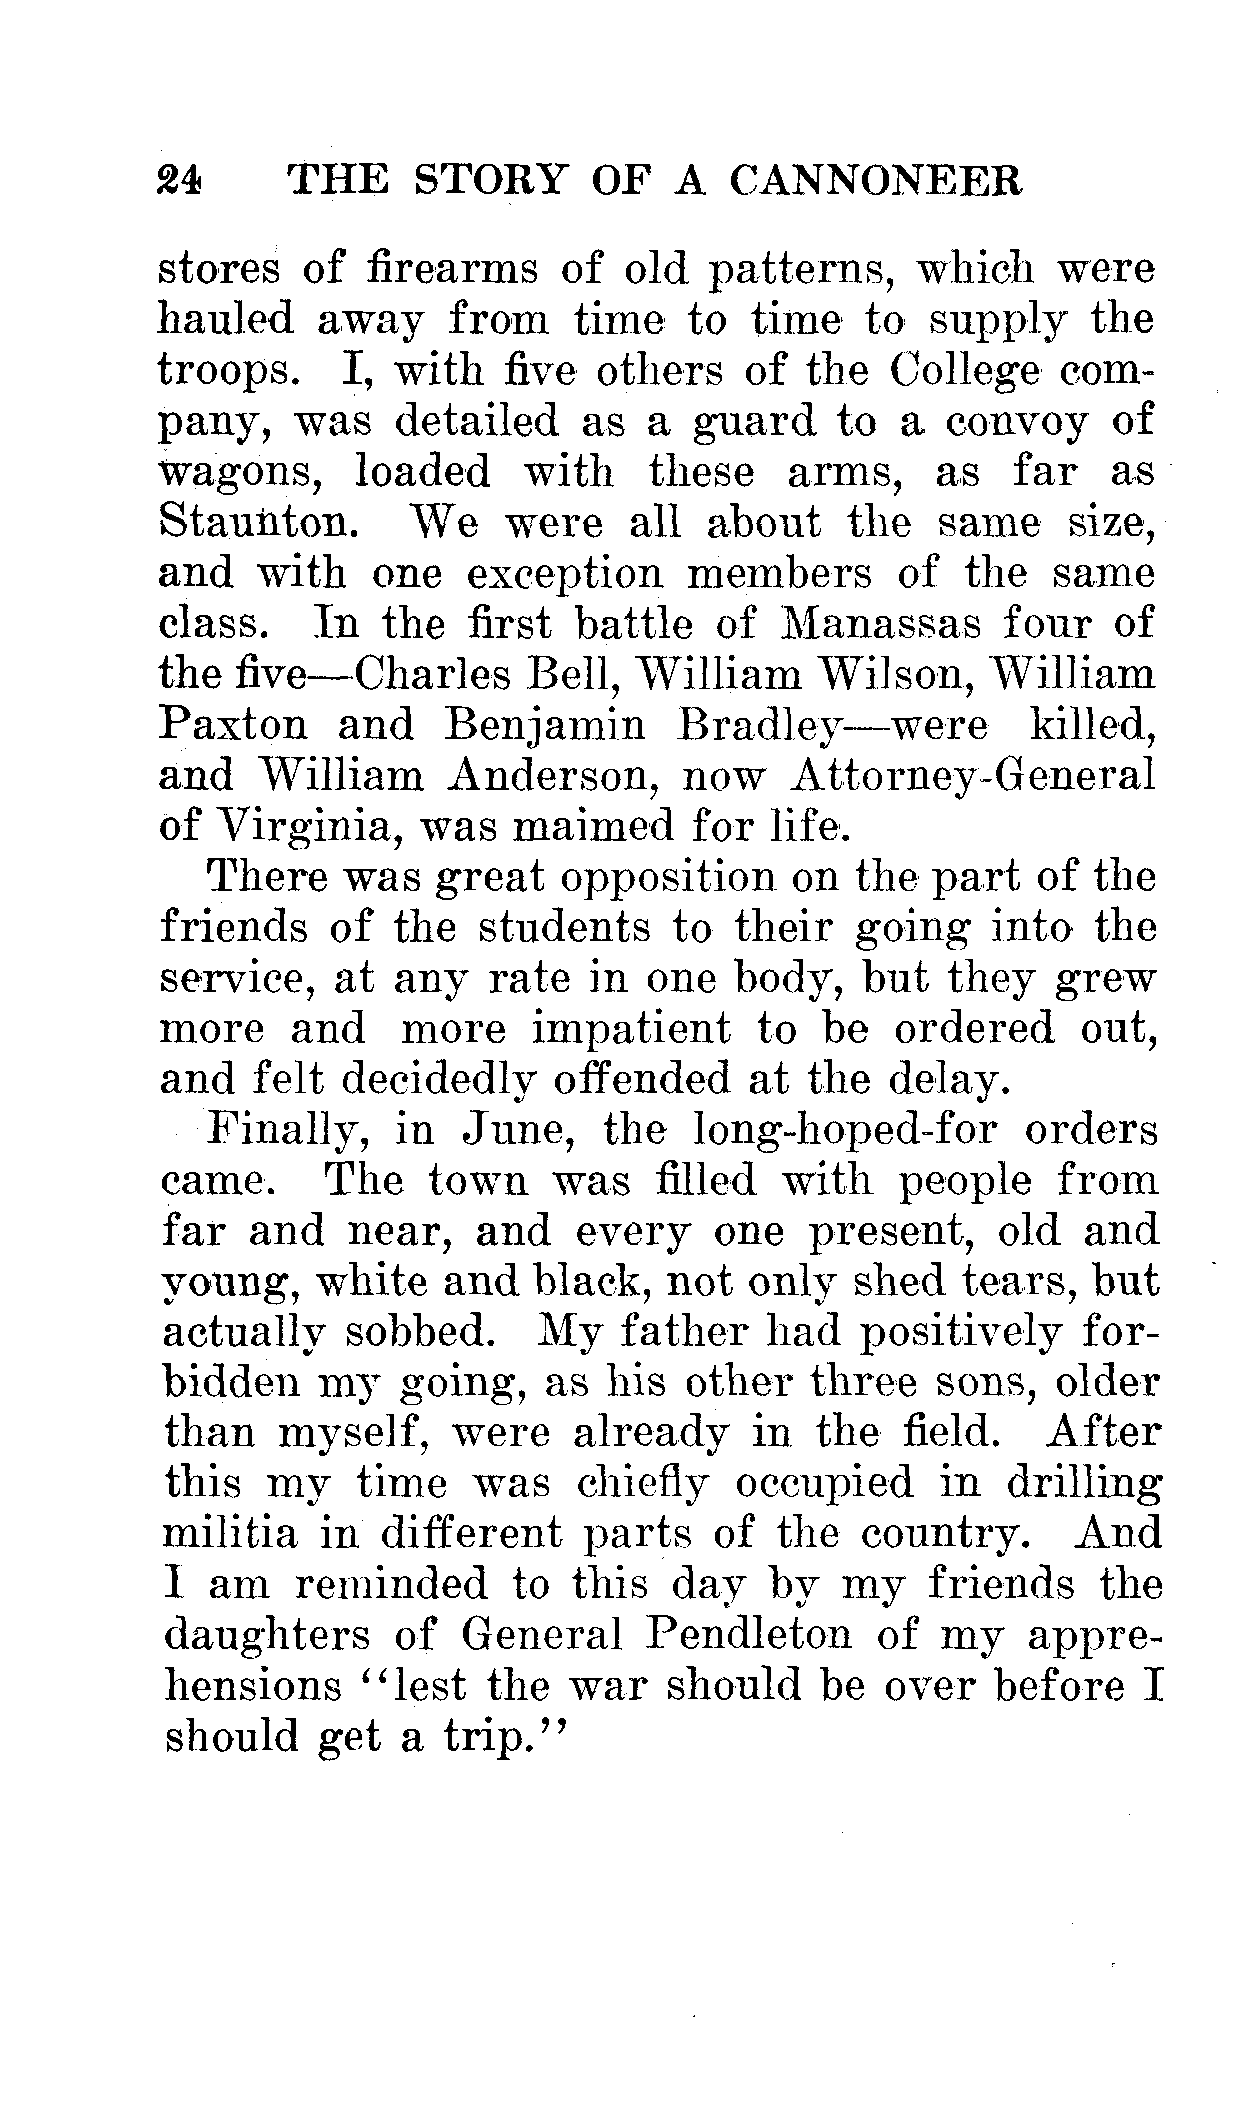 24 THE STORY OF A CANNONEER
stores of firearms of old patterns, which were
hauled away from time to time to supply the
troops. I, with five others of the College com-
pany, was detailed as a guard to a convoy of
wagons, loaded with these arms, as far as
Staunton. We were all about the same size,
and with one exception members of the same
class. In the first battle of Manassas four of
the five—Charles Bell, William Wilson, William
Paxton and Benjamin Bradley—were killed,
and William Anderson, now Attorney-General
of Virginia, was maimed for life.
There was great opposition on the part of the
friends of the students to their going into the
service, at any rate in one body, but they grew
more and more impatient to be ordered out,
and felt decidedly offended at the delay.
Finally, in June, the long-hoped-for orders
came. The town was filled with people from
far and near, and every one present, old and
young, white and black, not only shed tears, but
actually sobbed. My father had positively for-
bidden my going, as his other three sons, older
than myself, were already in the field. After
this my time was chiefly occupied in drilling
militia in different parts of the country. And
I am reminded to this day by my friends the
daughters of General Pendleton of my appre-
hensions ‘‘lest the war should be over before I
should get a trip.’’